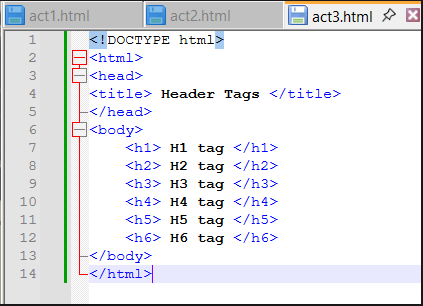 act1.html act2.html act3.html
1 <!DOCTYPE html>
2 <html>
3 <head>
4 <title> Header Tags </title>
5 </head>
6 <body>
7 <h1> H1 tag </h1>
8 <h2> H2 tag </h2>
9 <h3> H3 tag </h3>
10 <h4> H4 tag </h4>
11 <h5> H5 tag </h5>
12 <h6> H6 tag </h6>
13 </body>
14 </html>